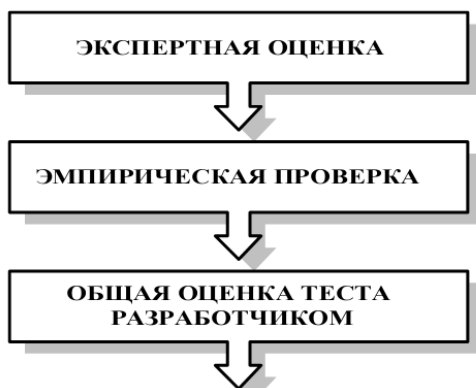 ЭКСПЕРТНАЯ ОЦЕНКА
ЭМПИРИЧЕСКАЯ ПРОВЕРКА
ОБЩАЯ ОЦЕНКА ТЕСТА
РАЗРАБОТЧИКОМ